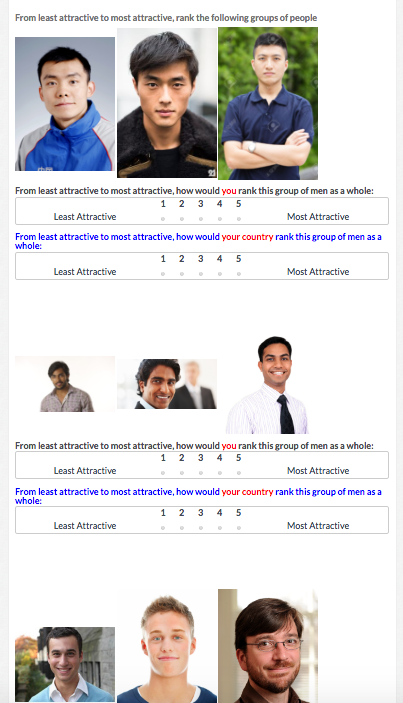 From least attractive to most attractive, rank the following groups of people
From least attractive to most attractive, how would you rank this group of men as a whole:
1 2 3 4 5
Least Attractive Most Attractive
From least attractive to most attractive, how would your country rank this group of men as a
whole:
1 2 3 4 5
Least Attractive Most Attractive
From least attractive to most attractive, how would you rank this group of men as a whole:
1 2 3 4 5
Least Attractive Most Attractive
From least attractive to most attractive, how would your country rank this group of men as a
whole:
1 2 3 4 5
Least Attractive Most Attractive